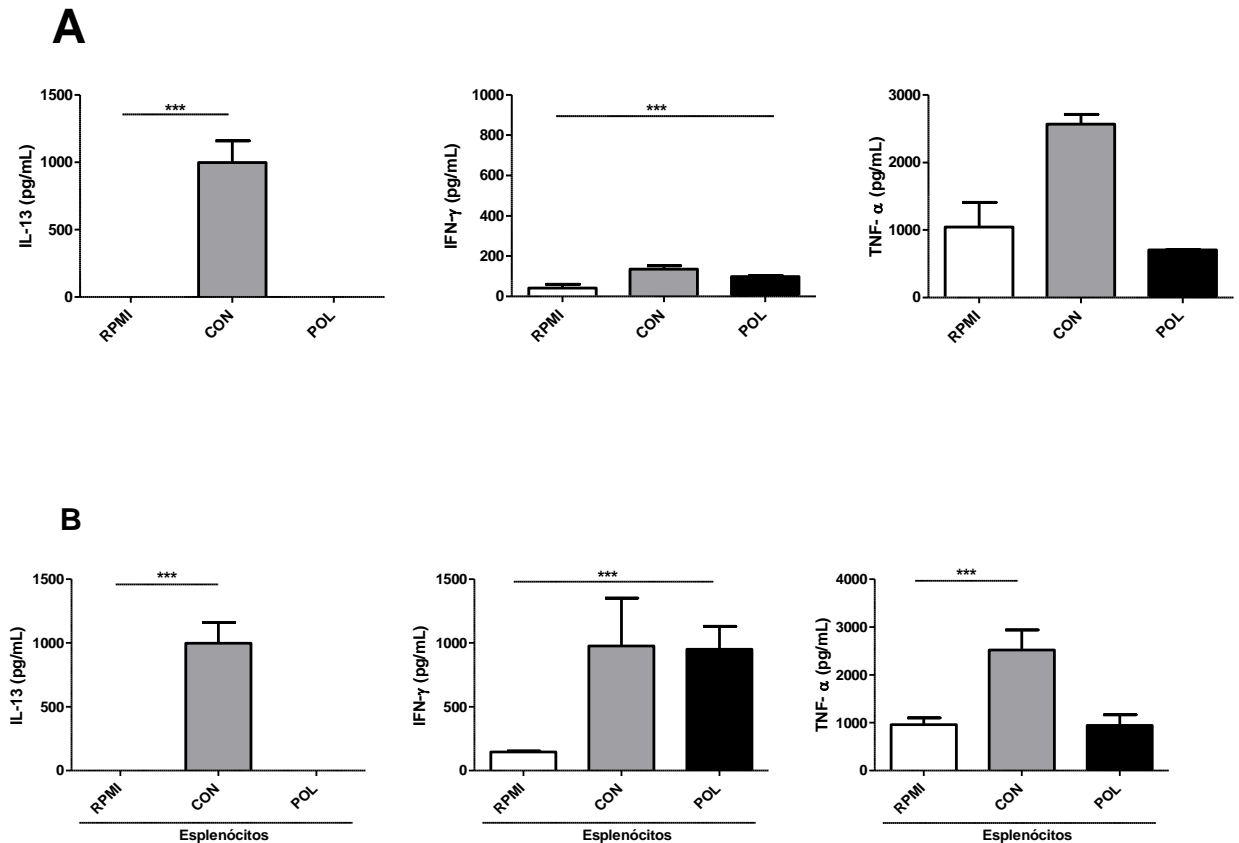 A
IL-13 (pg/mL)
1500
1000
500
0
***
RPMI
CON
POL
IFN-γ (pg/mL)
1000
800
600
400
200
0
***
RPMI
CON
POL
TNF- α (pg/mL)
3000
2000
1000
0
RPMI
CON
POL
B
IL-13 (pg/mL)
1500
1000
500
0
***
RPMI
CON
POL
Esplenócitos
IFN-γ (pg/mL)
1500
1000
500
0
***
RPMI
CON
POL
Esplenócitos
TNF- α (pg/mL)
4000
3000
2000
1000
0
***
RPMI
CON
POL
Esplenócitos